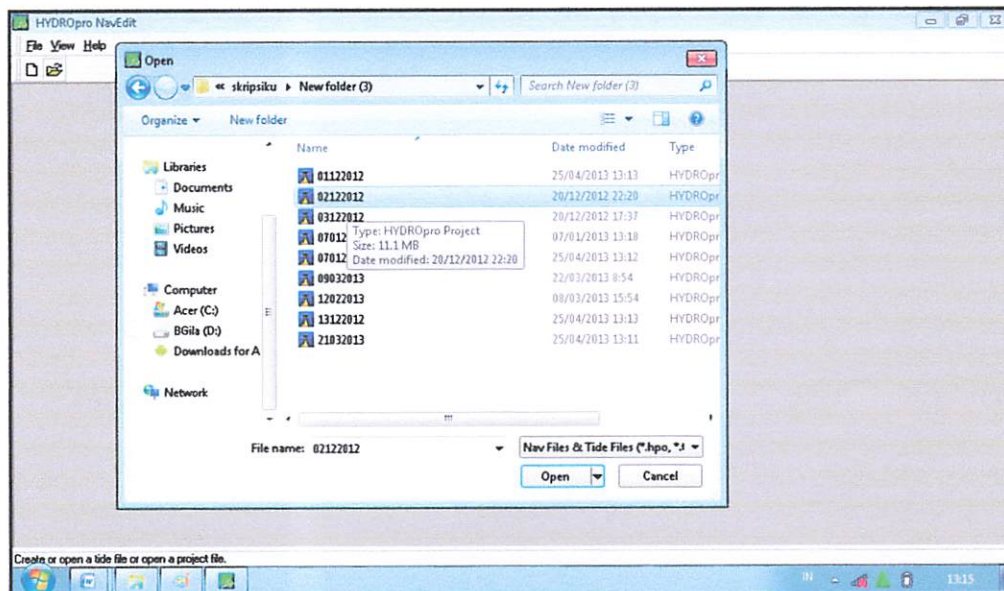 HYDROpro NavEdit
File View Help
Open
« skripsiku ▸ New folder (3)
Search New folder (3)
Organize
New folder
Name Date modified Type
Libraries
Documents
Music
Pictures
Videos
Computer
Acer (C:)
BGila (D:)
Downloads for A
Network
01122012 25/04/2013 13:13 HYDROpr
02122012 20/12/2012 22:20 HYDROpr
03122012 20/12/2012 17:37 HYDROpr
07012 07/01/2013 13:18 HYDROpr
07012 25/04/2013 13:12 HYDROpr
09032013 22/03/2013 8:54 HYDROpr
12022013 08/03/2013 15:54 HYDROpr
13122012 25/04/2013 13:13 HYDROpr
21032013 25/04/2013 13:11 HYDROpr
Type: HYDROpro Project
Size: 11.1 MB
Date modified: 20/12/2012 22:20
File name: 02122012
Nav Files & Tide Files (*.hpo, *.t
Open
Cancel
Create or open a tide file or open a project file.
IN
13:15